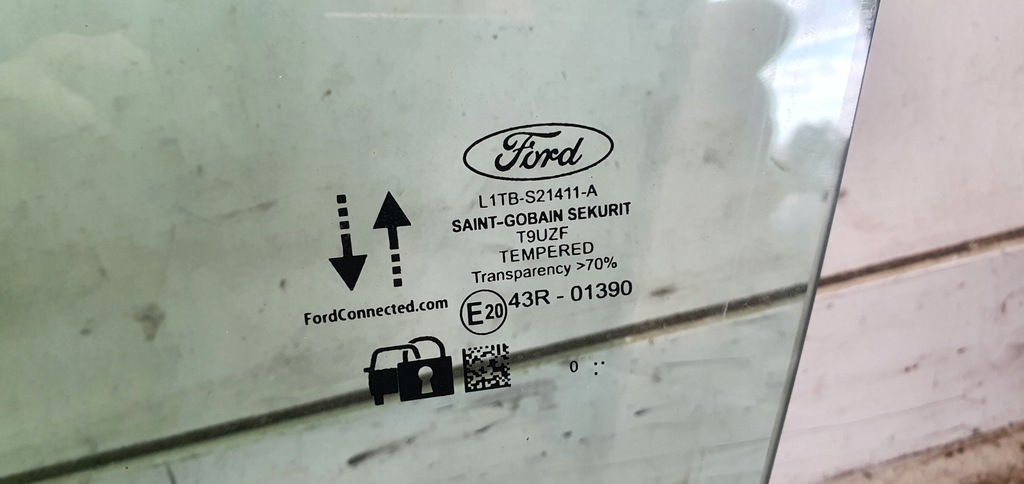 Ford
L1TB-S21411-A
SAINT-GOBAIN SEKURIT
T9UZF
TEMPERED
Transparency >70%
FordConnected.com
E20 43R - 01390
0 :·